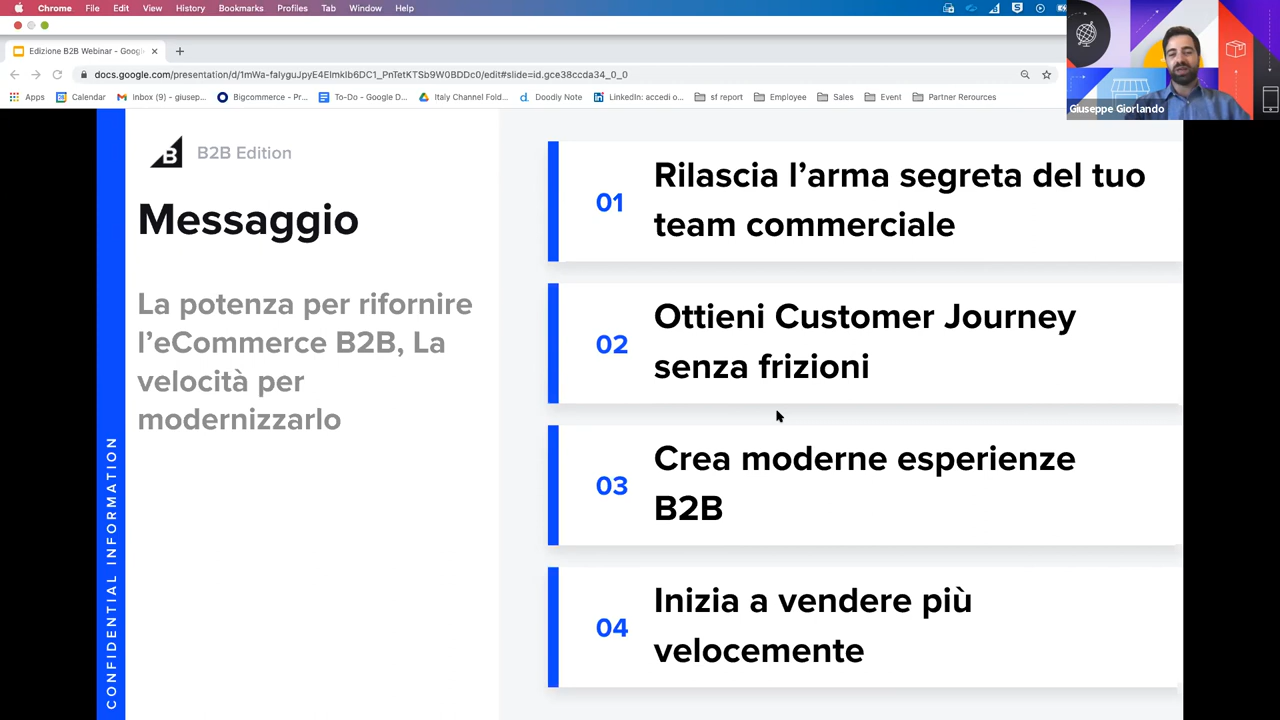 Chrome File Edit View History Bookmarks Profiles Tab Window Help
Edizione B2B Webinar - Googl
docs.google.com/presentation/d/1mWa-falyguJpyE4EImkIb6DC1_PnTetKTSb9W0BDDc0/edit#slide=id.gce38ccda34_0_0
Apps Calendar Inbox (9) - giusep... Bigcommerce - Pr... To-Do - Google D... Italy Channel Fold... Doodly Note LinkedIn: accedi o... sf report Employee Sales Event Partner Rerources
Giuseppe Giorlando
B2B Edition
Messaggio
La potenza per rifornire
l’eCommerce B2B, La
velocità per
modernizzarlo
CONFIDENTIAL INFORMATION
01
Rilascia l’arma segreta del tuo
team commerciale
02
Ottieni Customer Journey
senza frizioni
03
Crea moderne esperienze
B2B
04
Inizia a vendere più
velocemente